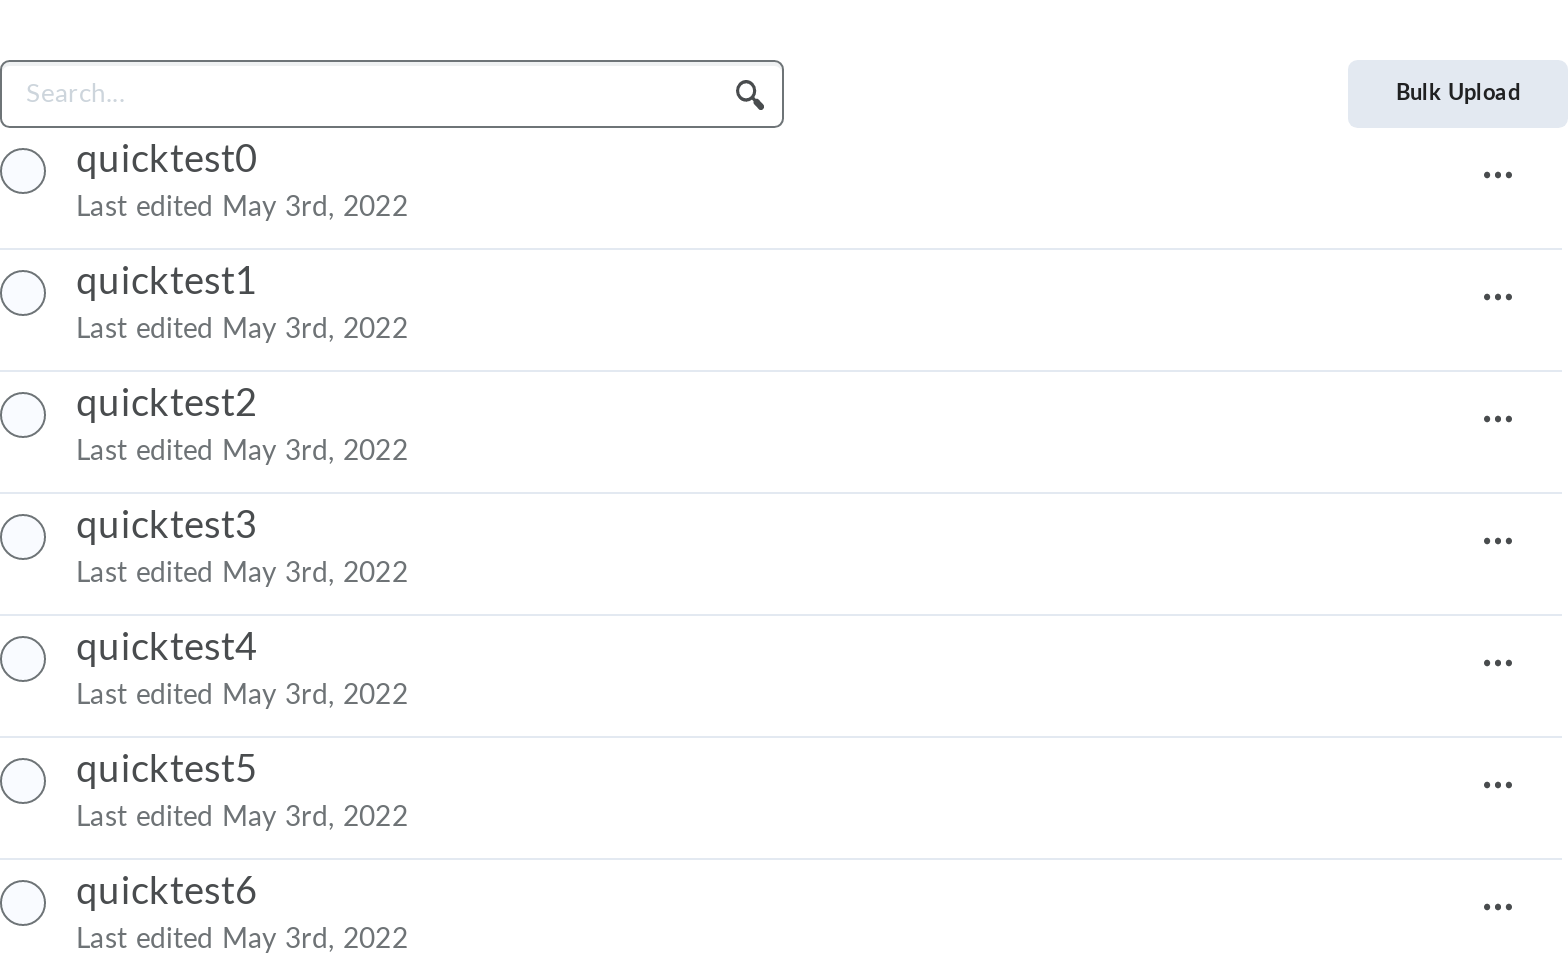 Search...
Bulk Upload
quicktest0
Last edited May 3rd, 2022
quicktest1
Last edited May 3rd, 2022
quicktest2
Last edited May 3rd, 2022
quicktest3
Last edited May 3rd, 2022
quicktest4
Last edited May 3rd, 2022
quicktest5
Last edited May 3rd, 2022
quicktest6
Last edited May 3rd, 2022